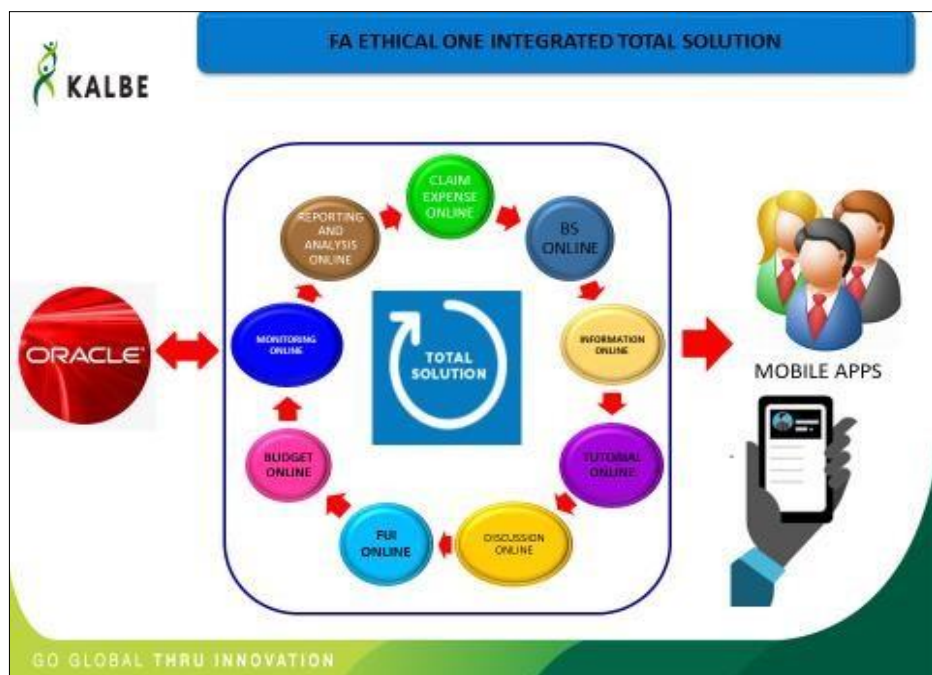 FA ETHICAL ONE INTEGRATED TOTAL SOLUTION
KALBE
CLAIM
EXPENSE
ONLINE
BS
ONLINE
INFORMATION
ONLINE
TUTORIAL
ONLINE
DISCUSSION
ONLINE
FUI
ONLINE
BUDGET
ONLINE
MONITORING
ONLINE
REPORTING
AND
ANALYSIS
ONLINE
TOTAL
SOLUTION
ORACLE
MOBILE APPS
GO GLOBAL THRU INNOVATION